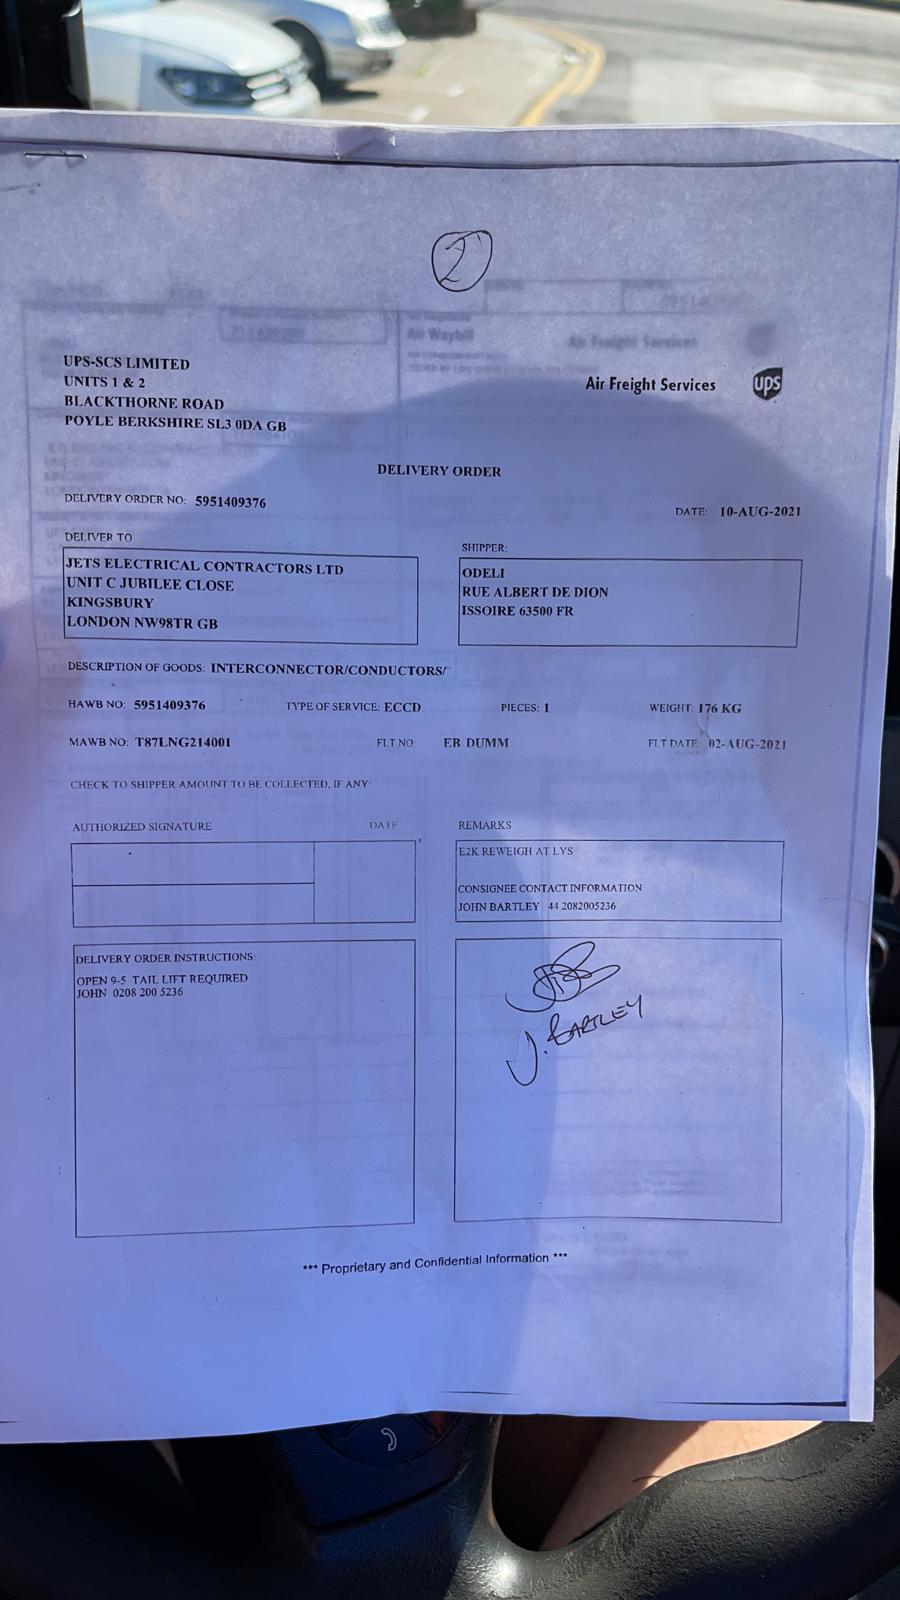 2
UPS-SCS LIMITED
UNITS 1 & 2
BLACKTHORNE ROAD
POYLE BERKSHIRE SL3 0DA GB
Air Waybill
Air Freight Services
Air Freight Services
ups
DELIVERY ORDER
DELIVERY ORDER NO: 5951409376
DATE: 10-AUG-2021
DELIVER TO
JETS ELECTRICAL CONTRACTORS LTD
UNIT C JUBILEE CLOSE
KINGSBURY
LONDON NW98TR GB
SHIPPER:
ODELI
RUE ALBERT DE DION
ISSOIRE 63500 FR
DESCRIPTION OF GOODS: INTERCONNECTOR/CONDUCTORS/
HAWB NO: 5951409376 TYPE OF SERVICE: ECCD PIECES: 1 WEIGHT: 176 KG
MAWB NO: T87LNG214001 FLT NO EB DUMM FLT DATE: 02-AUG-2021
CHECK TO SHIPPER AMOUNT TO BE COLLECTED, IF ANY:
AUTHORIZED SIGNATURE DATE
REMARKS
E2K REWEIGH AT LYS
CONSIGNEE CONTACT INFORMATION
JOHN BARTLEY 44 2082005236
DELIVERY ORDER INSTRUCTIONS:
OPEN 9-5 TAIL LIFT REQUIRED
JOHN 0208 200 5236
J. BARTLEY
*** Proprietary and Confidential Information ***